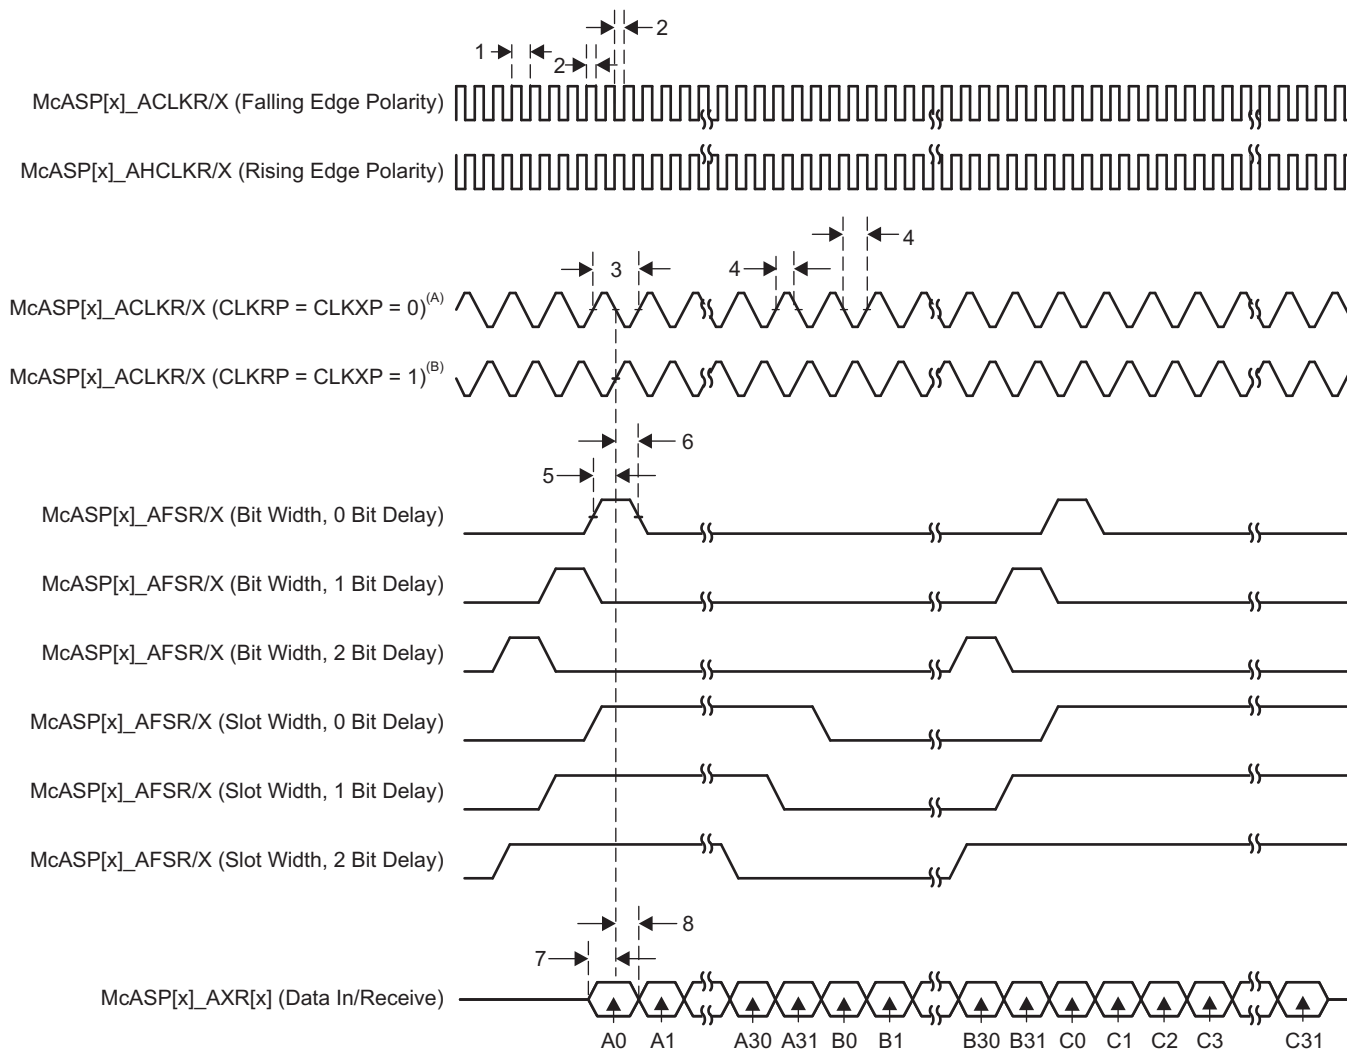 2
1
2
McASP[x]_ACLKR/X (Falling Edge Polarity)
McASP[x]_AHCLKR/X (Rising Edge Polarity)
4
3
4
McASP[x]_ACLKR/X (CLKRP = CLKXP = 0)(A)
McASP[x]_ACLKR/X (CLKRP = CLKXP = 1)(B)
6
5
McASP[x]_AFSR/X (Bit Width, 0 Bit Delay)
McASP[x]_AFSR/X (Bit Width, 1 Bit Delay)
McASP[x]_AFSR/X (Bit Width, 2 Bit Delay)
McASP[x]_AFSR/X (Slot Width, 0 Bit Delay)
McASP[x]_AFSR/X (Slot Width, 1 Bit Delay)
McASP[x]_AFSR/X (Slot Width, 2 Bit Delay)
8
7
McASP[x]_AXR[x] (Data In/Receive)
A0 A1 A30 A31 B0 B1 B30 B31 C0 C1 C2 C3 C31